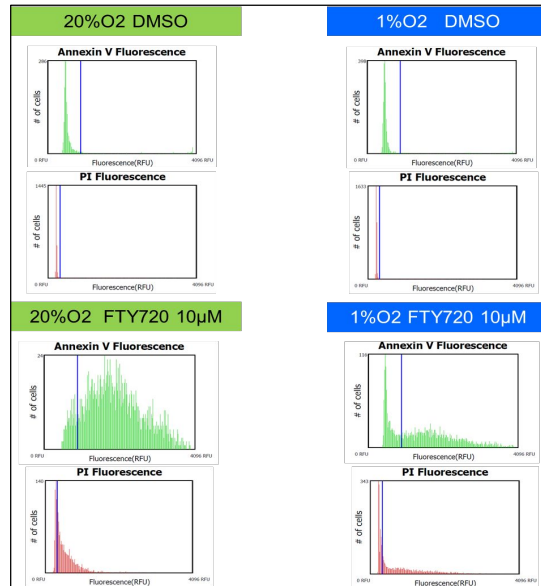 20%O2 DMSO
1%O2 DMSO
Annexin V Fluorescence
286
# of cells
0 RFU
Fluorescence(RFU)
4096 RFU
Annexin V Fluorescence
298
# of cells
0 RFU
Fluorescence(RFU)
4096 RFU
PI Fluorescence
1445
# of cells
0 RFU
Fluorescence(RFU)
4096 RFU
PI Fluorescence
1633
# of cells
0 RFU
Fluorescence(RFU)
4096 RFU
20%O2 FTY720 10µM
1%O2 FTY720 10µM
Annexin V Fluorescence
24
# of cells
0 RFU
Fluorescence(RFU)
4096 RFU
Annexin V Fluorescence
# of cells
0 RFU
Fluorescence(RFU)
4096 RFU
PI Fluorescence
146
# of cells
0 RFU
Fluorescence(RFU)
4096 RFU
PI Fluorescence
343
# of cells
0 RFU
Fluorescence(RFU)
4096 RFU